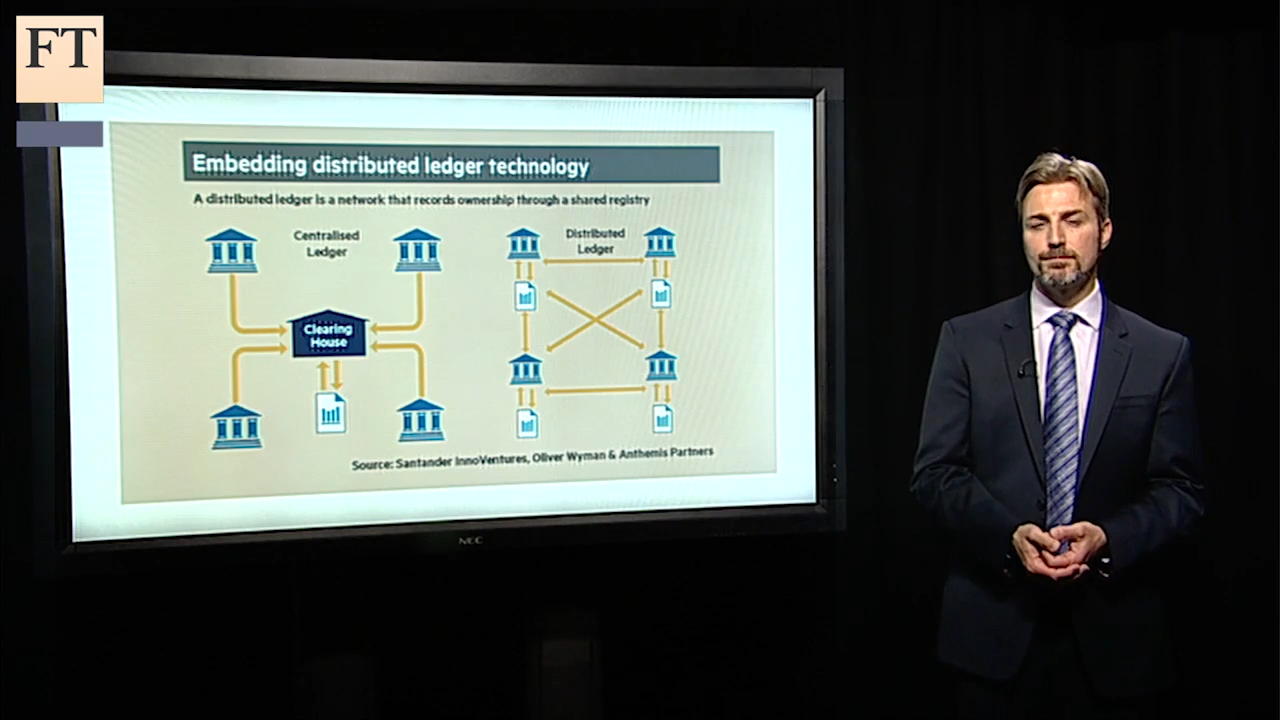 FT
Embedding distributed ledger technology
A distributed ledger is a network that records ownership through a shared registry
Centralised
Ledger
Clearing
House
Distributed
Ledger
Source: Santander InnoVentures, Oliver Wyman & Anthemis Partners
NEC